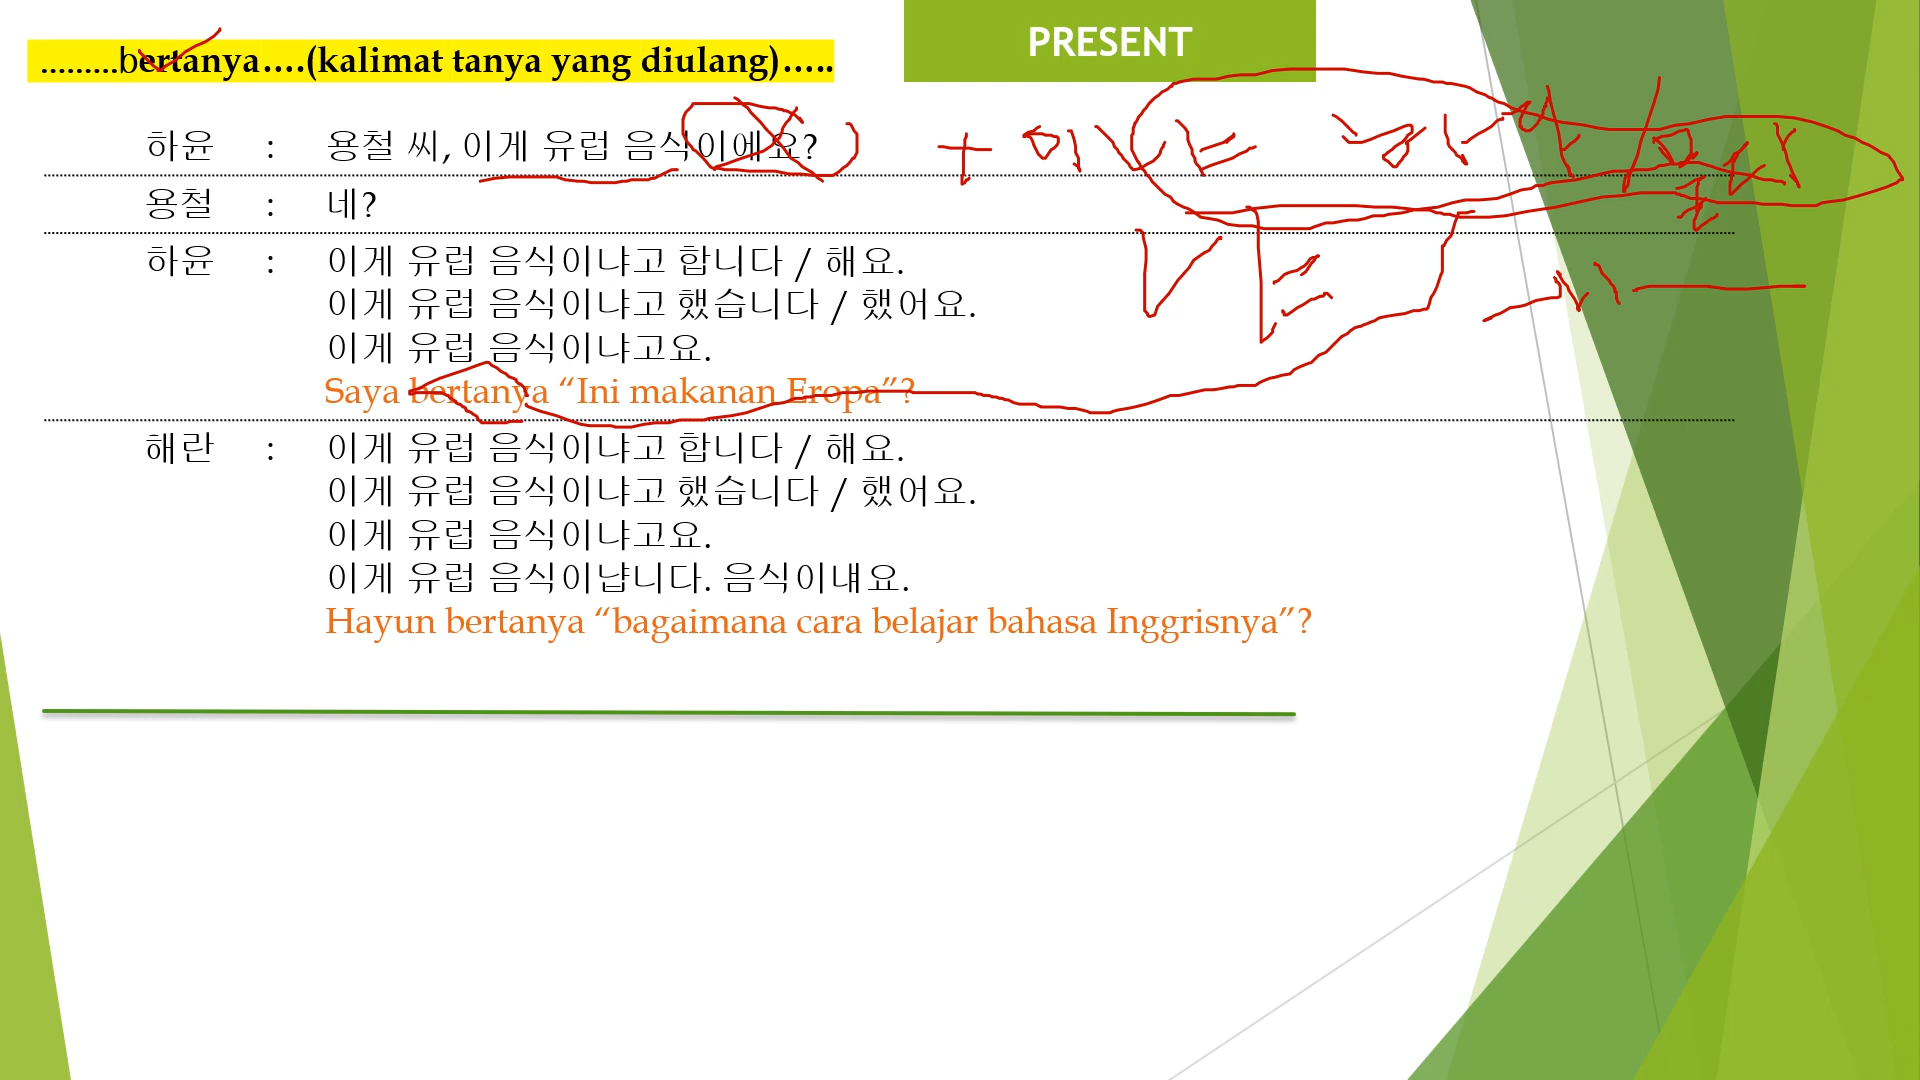 .........bertanya....(kalimat tanya yang diulang).....
PRESENT
하윤 : 용철 씨, 이게 유럽 음식이에요?
용철 : 네?
하윤 : 이게 유럽 음식이냐고 합니다 / 해요.
이게 유럽 음식이냐고 했습니다 / 했어요.
이게 유럽 음식이냐고요.
Saya bertanya “Ini makanan Eropa”?
해란 : 이게 유럽 음식이냐고 합니다 / 해요.
이게 유럽 음식이냐고 했습니다 / 했어요.
이게 유럽 음식이냐고요.
이게 유럽 음식이냡니다. 음식이냬요.
Hayun bertanya “bagaimana cara belajar bahasa Inggrisnya”?